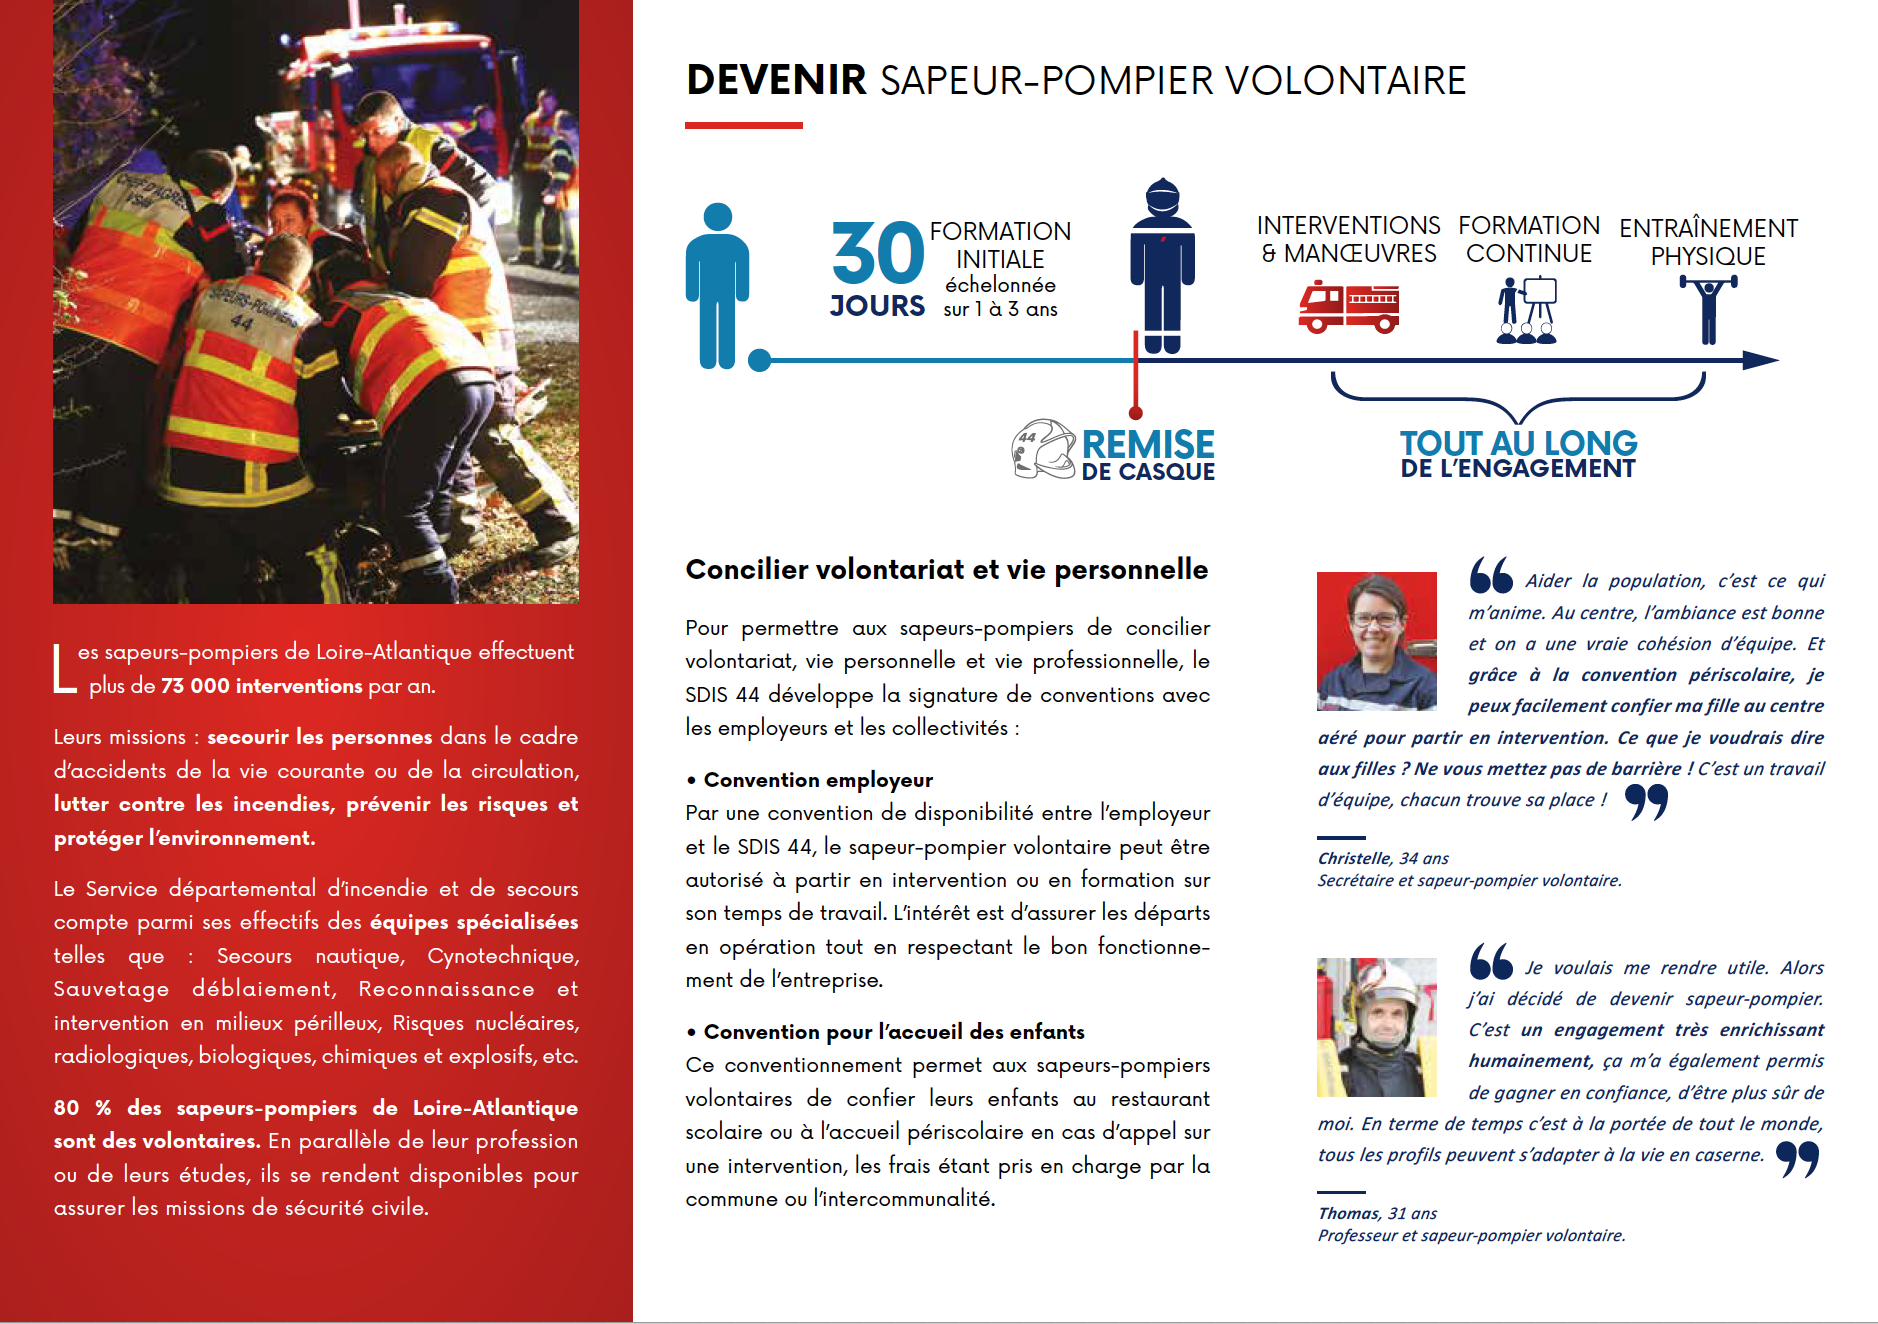 CHEF D'AGRES
VSAV
SAPEURS-POMPIERS
44
Les sapeurs-pompiers de Loire-Atlantique effectuent
plus de 73 000 interventions par an.
Leurs missions : secourir les personnes dans le cadre
d'accidents de la vie courante ou de la circulation,
lutter contre les incendies, prévenir les risques et
protéger l'environnement.
Le Service départemental d'incendie et de secours
compte parmi ses effectifs des équipes spécialisées
telles que : Secours nautique, Cynotechnique,
Sauvetage déblaiement, Reconnaissance et
intervention en milieux périlleux, Risques nucléaires,
radiologiques, biologiques, chimiques et explosifs, etc.
80 % des sapeurs-pompiers de Loire-Atlantique
sont des volontaires. En parallèle de leur profession
ou de leurs études, ils se rendent disponibles pour
assurer les missions de sécurité civile.
DEVENIR SAPEUR-POMPIER VOLONTAIRE
30
JOURS
FORMATION
INITIALE
échelonnée
sur 1 à 3 ans
INTERVENTIONS
& MANŒUVRES
FORMATION
CONTINUE
ENTRAÎNEMENT
PHYSIQUE
44
REMISE
DE CASQUE
TOUT AU LONG
DE L'ENGAGEMENT
Concilier volontariat et vie personnelle
Pour permettre aux sapeurs-pompiers de concilier
volontariat, vie personnelle et vie professionnelle, le
SDIS 44 développe la signature de conventions avec
les employeurs et les collectivités :
• Convention employeur
Par une convention de disponibilité entre l'employeur
et le SDIS 44, le sapeur-pompier volontaire peut être
autorisé à partir en intervention ou en formation sur
son temps de travail. L'intérêt est d'assurer les départs
en opération tout en respectant le bon fonctionne-
ment de l'entreprise.
• Convention pour l'accueil des enfants
Ce conventionnement permet aux sapeurs-pompiers
volontaires de confier leurs enfants au restaurant
scolaire ou à l'accueil périscolaire en cas d'appel sur
une intervention, les frais étant pris en charge par la
commune ou l'intercommunalité.
“ Aider la population, c'est ce qui
m'anime. Au centre, l'ambiance est bonne
et on a une vraie cohésion d'équipe. Et
grâce à la convention périscolaire, je
peux facilement confier ma fille au centre
aéré pour partir en intervention. Ce que je voudrais dire
aux filles ? Ne vous mettez pas de barrière ! C'est un travail
d'équipe, chacun trouve sa place ! ”
Christelle, 34 ans
Secrétaire et sapeur-pompier volontaire.
“ Je voulais me rendre utile. Alors
j'ai décidé de devenir sapeur-pompier.
C'est un engagement très enrichissant
humainement, ça m'a également permis
de gagner en confiance, d'être plus sûr de
moi. En terme de temps c'est à la portée de tout le monde,
tous les profils peuvent s'adapter à la vie en caserne. ”
Thomas, 31 ans
Professeur et sapeur-pompier volontaire.